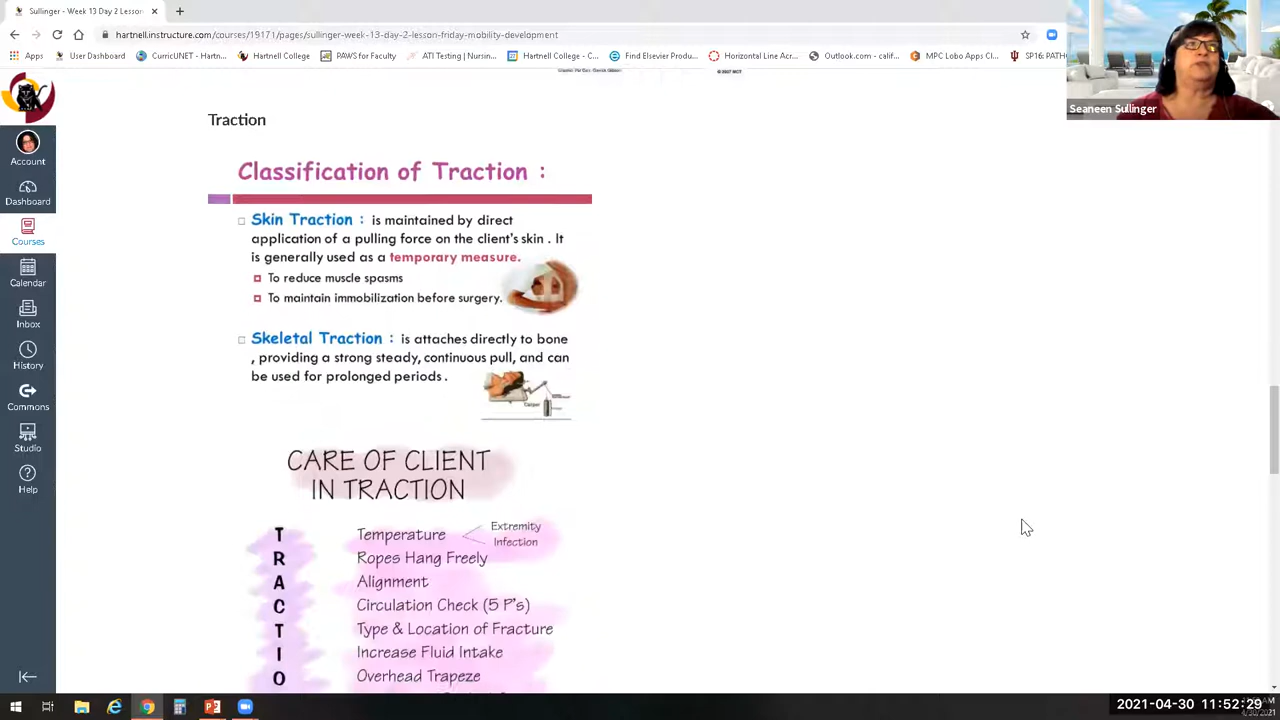 Sullinger - Week 13 Day 2 Lesson
hartnell.instructure.com/courses/19171/pages/sullinger-week-13-day-2-lesson-friday-mobility-development
Apps
User Dashboard
CurricUNET - Hartn...
Hartnell College
PAWS for Faculty
ATI Testing | Nursin...
Hartnell College - C...
Find Elsevier Produ...
Horizontal Line Acr...
Outlook.com - calif...
MPC Lobo Apps Cl...
SP16: PATH
Seaneen Sullinger
Account
Dashboard
Courses
Calendar
Inbox
History
Commons
Studio
Help
Traction
Classification of Traction :
Skin Traction : is maintained by direct
application of a pulling force on the client's skin . It
is generally used as a temporary measure.
To reduce muscle spasms
To maintain immobilization before surgery.
Skeletal Traction : is attaches directly to bone
, providing a strong steady, continuous pull, and can
be used for prolonged periods .
CARE OF CLIENT
IN TRACTION
T Temperature Extremity
Infection
R Ropes Hang Freely
A Alignment
C Circulation Check (5 P's)
T Type & Location of Fracture
I Increase Fluid Intake
O Overhead Trapeze
2021-04-30 11:52:29